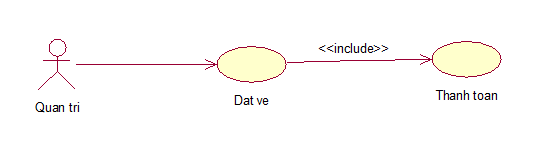 <<include>>
Quan tri
Dat ve
Thanh toan